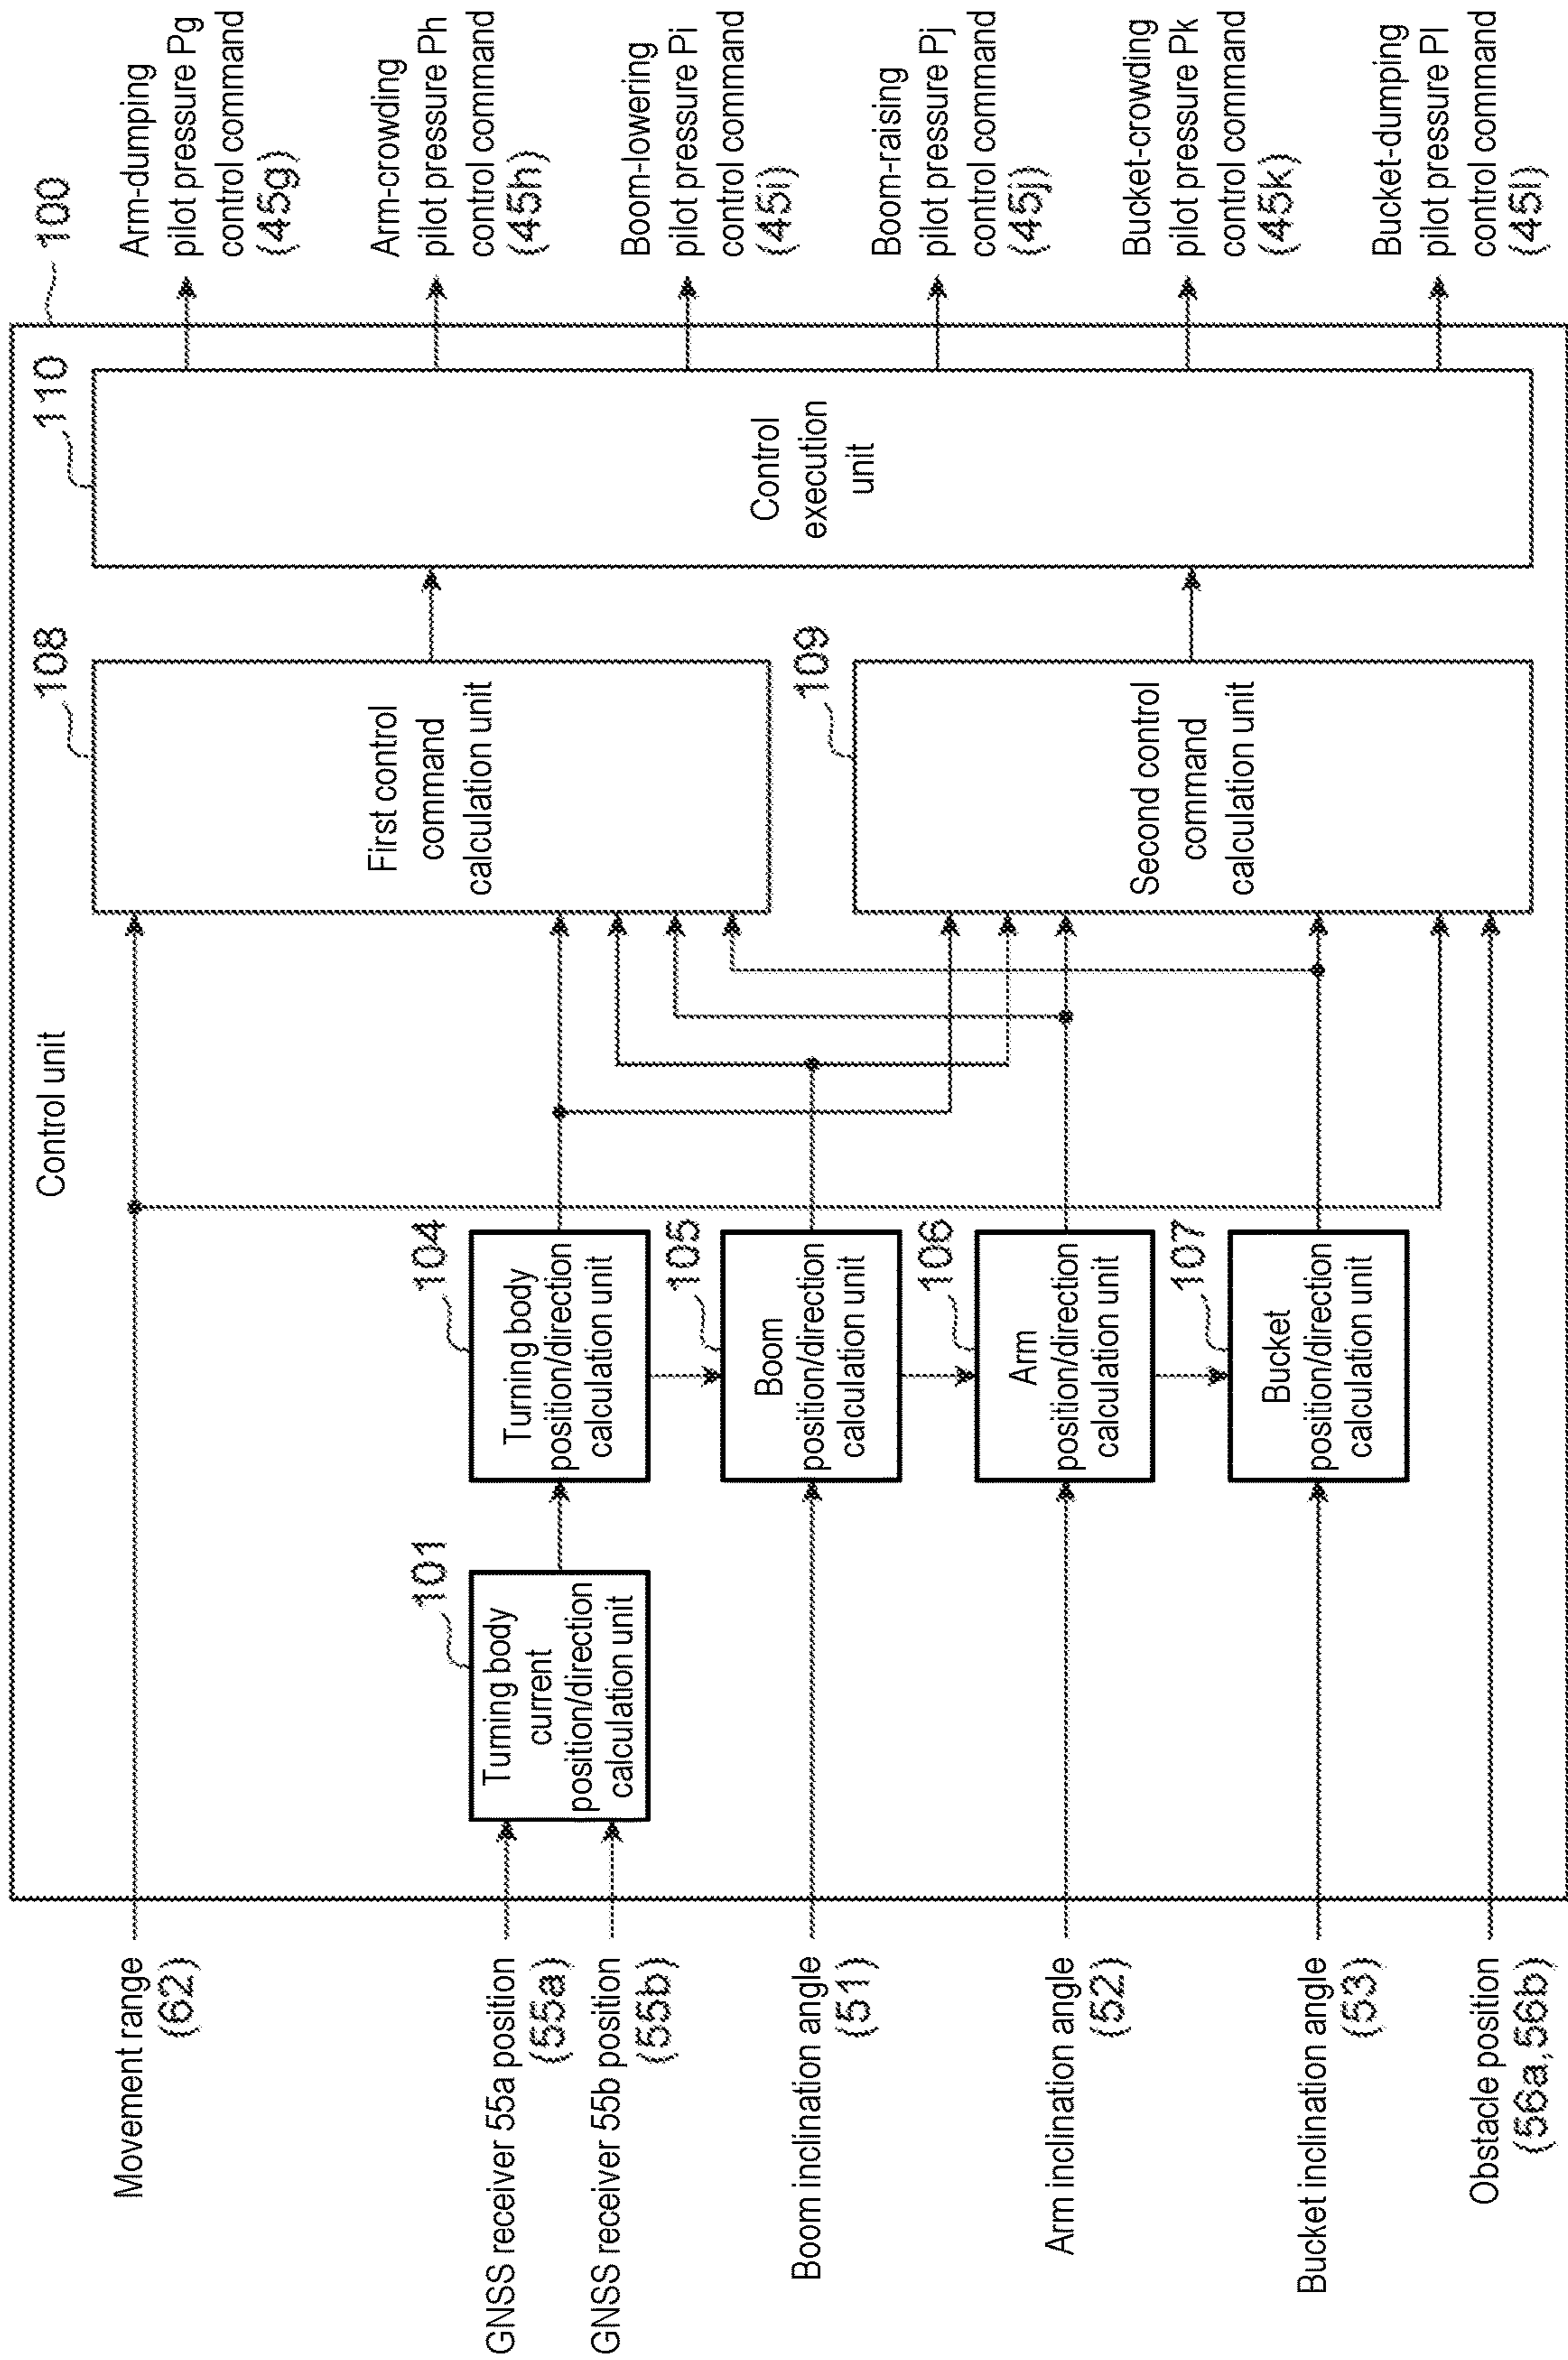 Control unit
100
Movement range
(62)
GNSS receiver 55a position
(55a)
GNSS receiver 55b position
(55b)
Boom inclination angle
(51)
Arm inclination angle
(52)
Bucket inclination angle
(53)
Obstacle position
(56a,56b)
101
Turning body
current
position/direction
calculation unit
104
Turning body
position/direction
calculation unit
105
Boom
position/direction
calculation unit
106
Arm
position/direction
calculation unit
107
Bucket
position/direction
calculation unit
108
First control
command
calculation unit
109
Second control
command
calculation unit
110
Control
execution
unit
Arm-dumping
pilot pressure Pg
control command
(45g)
Arm-crowding
pilot pressure Ph
control command
(45h)
Boom-lowering
pilot pressure Pi
control command
(45i)
Boom-raising
pilot pressure Pj
control command
(45j)
Bucket-crowding
pilot pressure Pk
control command
(45k)
Bucket-dumping
pilot pressure Pl
control command
(45l)